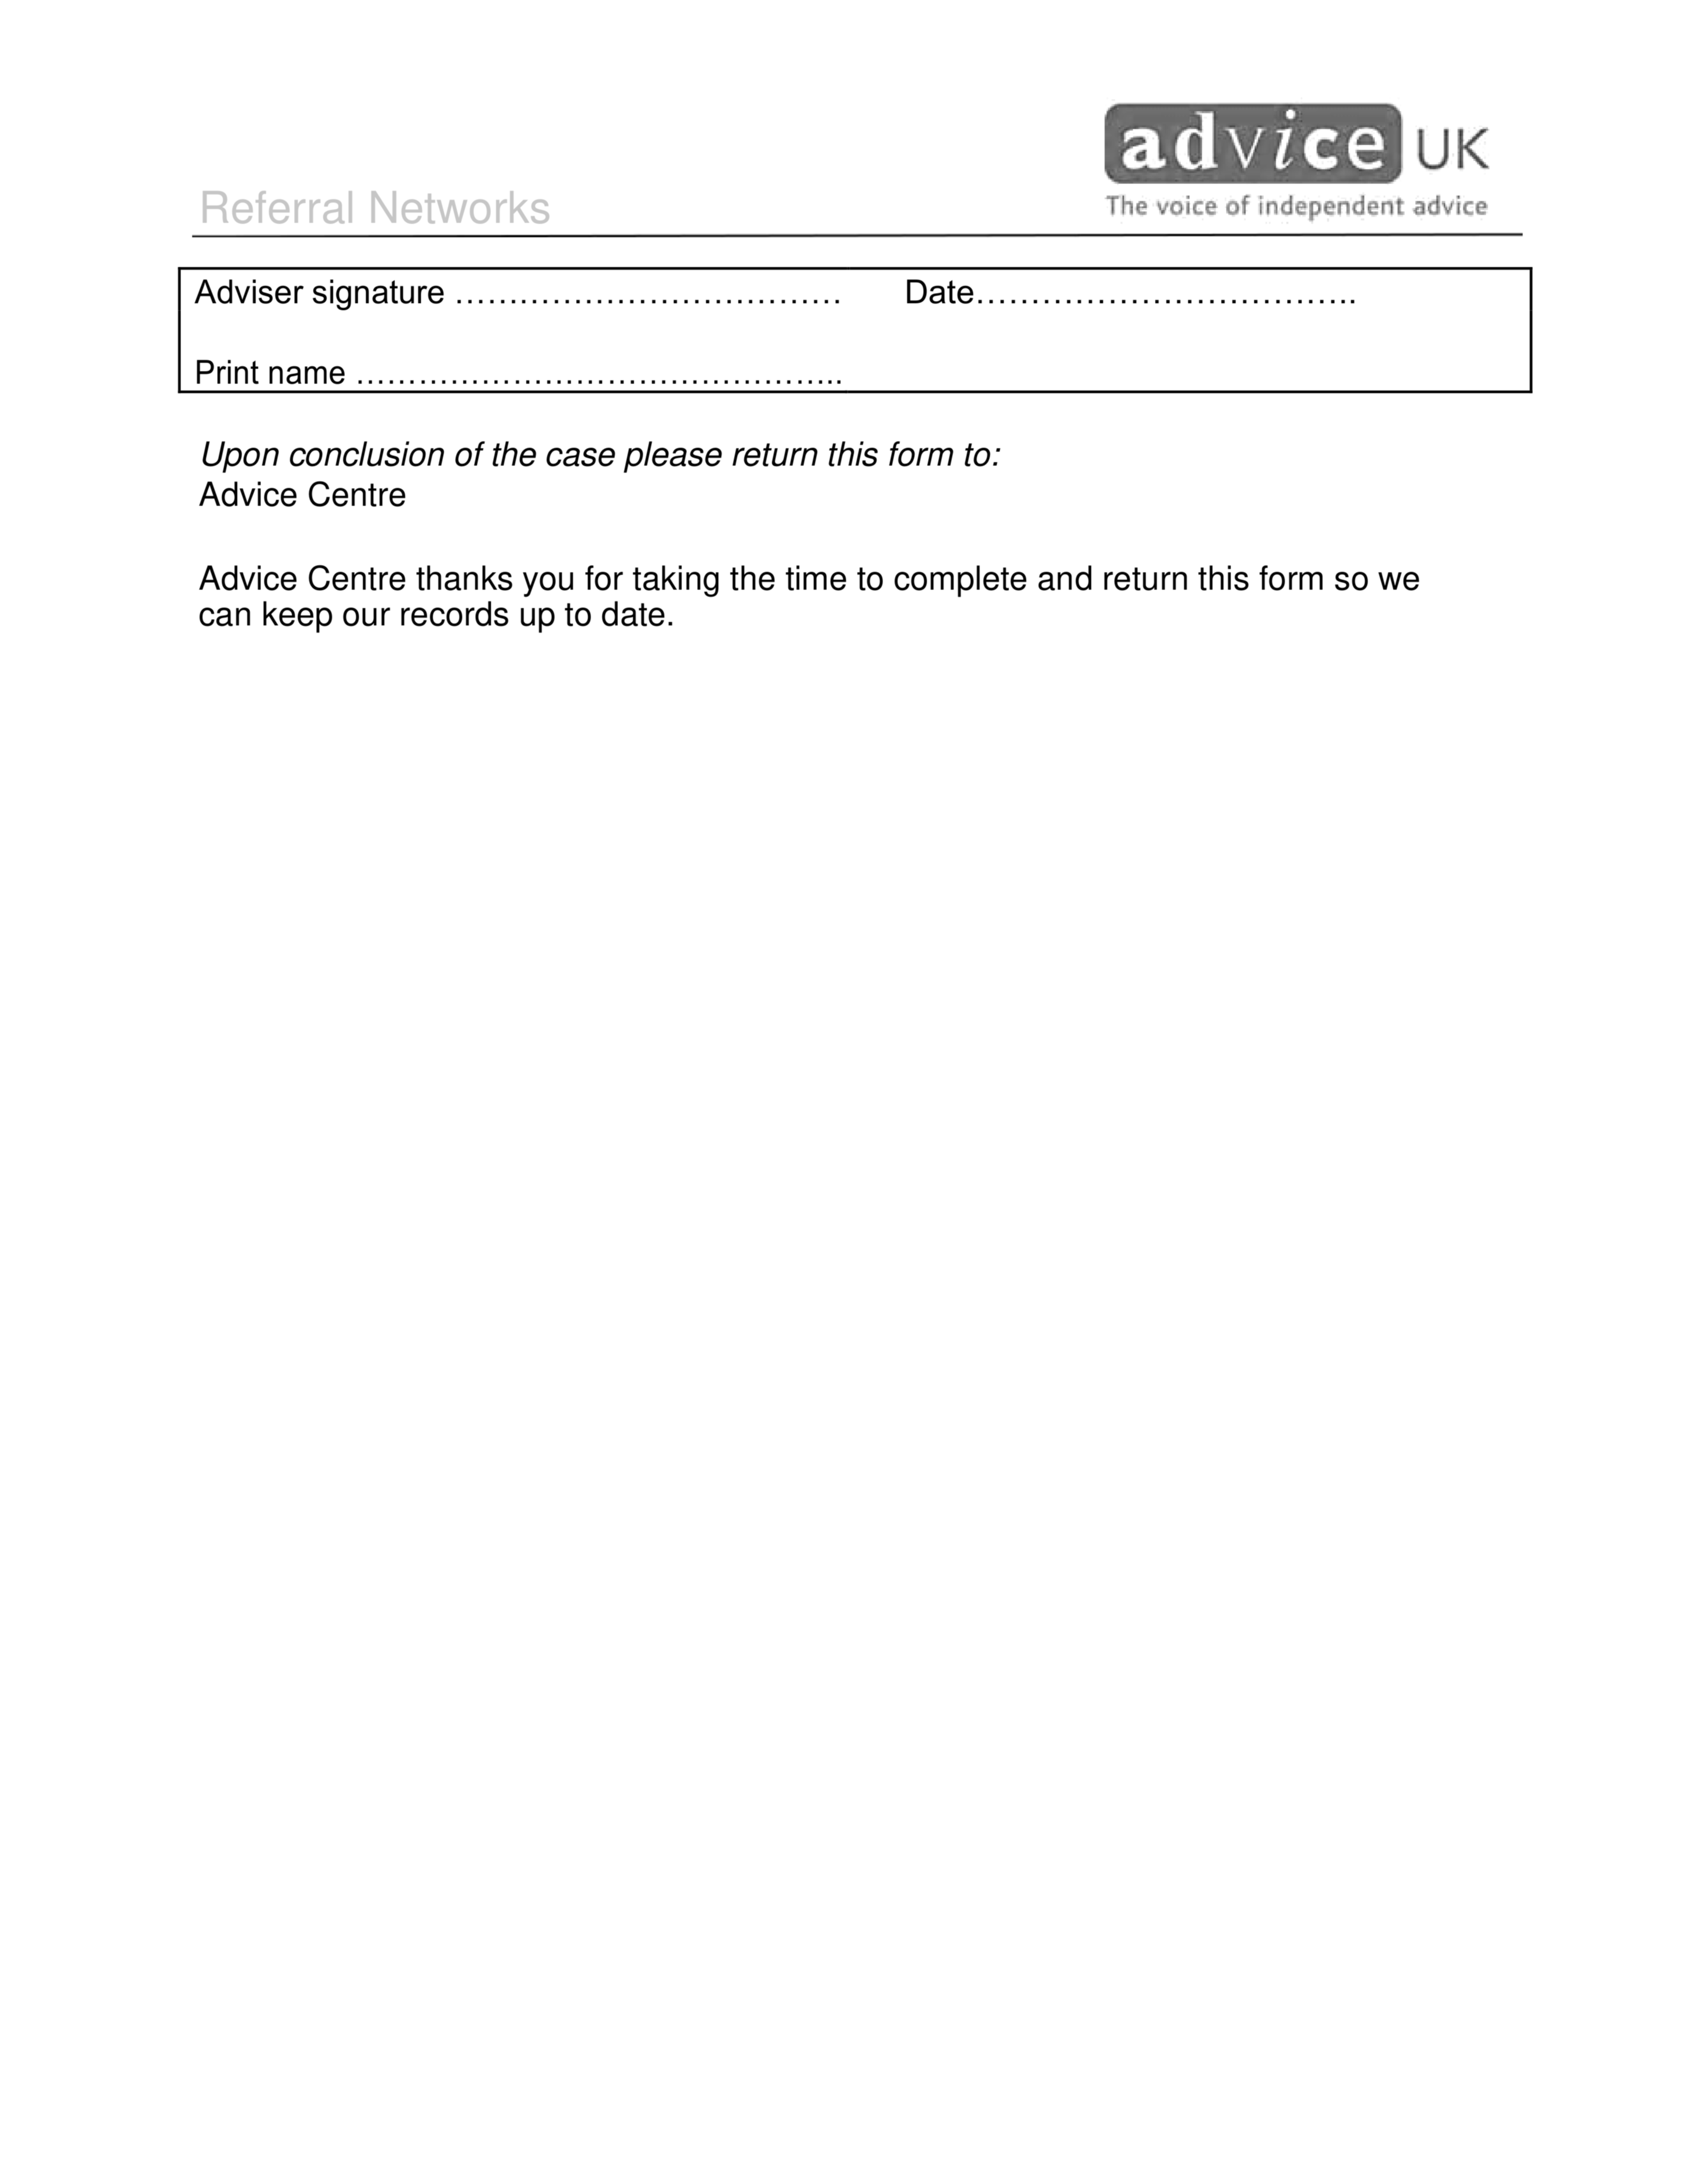 advice UK
The voice of independent advice
Referral Networks
Adviser signature ……………………………… Date……………………………..
Print name ………………………………………..
Upon conclusion of the case please return this form to:
Advice Centre
Advice Centre thanks you for taking the time to complete and return this form so we
can keep our records up to date.